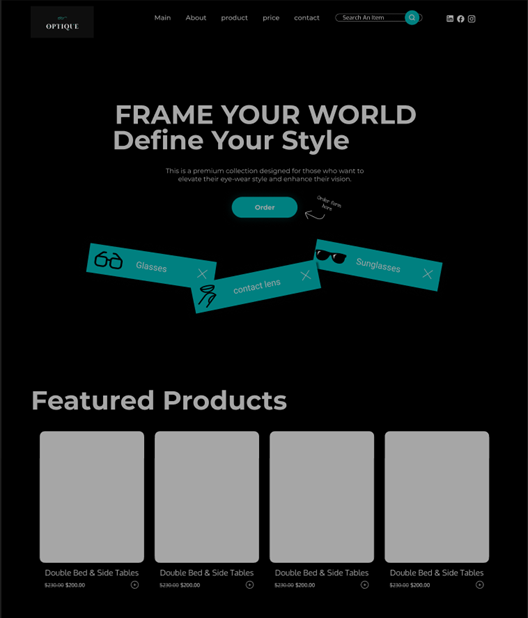 OPTIQUE
Main About product price contact Search An Item
FRAME YOUR WORLD
Define Your Style
This is a premium collection designed for those who want to
elevate their eye-wear style and enhance their vision.
Order
Order form
here
Glasses
contact lens
Sunglasses
Featured Products
Double Bed & Side Tables Double Bed & Side Tables Double Bed & Side Tables Double Bed & Side Tables
$230.00 $200.00 $230.00 $200.00 $230.00 $200.00 $230.00 $200.00